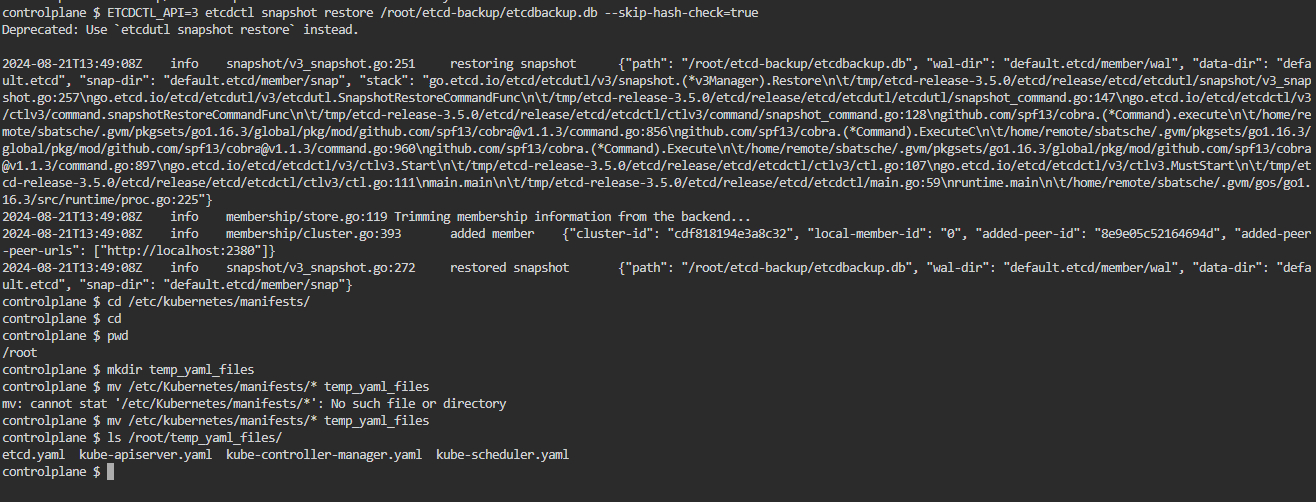 controlplane $ ETCDCTL_API=3 etcdctl snapshot restore /root/etcd-backup/etcdbackup.db --skip-hash-check=true
Deprecated: Use `etcdutl snapshot restore` instead.
2024-08-21T13:49:08Z    info    snapshot/v3_snapshot.go:251     restoring snapshot      {"path": "/root/etcd-backup/etcdbackup.db", "wal-dir": "default.etcd/member/wal", "data-dir": "defa
ult.etcd", "snap-dir": "default.etcd/member/snap", "stack": "go.etcd.io/etcd/etcdutl/v3/snapshot.(*v3Manager).Restore\n\t/tmp/etcd-release-3.5.0/etcd/release/etcd/etcdutl/snapshot/v3_snap
shot.go:257\ngo.etcd.io/etcd/etcdutl/v3/etcdutl.SnapshotRestoreCommandFunc\n\t/tmp/etcd-release-3.5.0/etcd/release/etcd/etcdutl/etcdutl/snapshot_command.go:147\ngo.etcd.io/etcd/etcdctl/v3
/ctlv3/command.snapshotRestoreCommandFunc\n\t/tmp/etcd-release-3.5.0/etcd/release/etcd/etcdctl/ctlv3/command/snapshot_command.go:128\ngithub.com/spf13/cobra.(*Command).execute\n\t/home/re
mote/sbatsche/.gvm/pkgsets/go1.16.3/global/pkg/mod/github.com/spf13/cobra@v1.1.3/command.go:856\ngithub.com/spf13/cobra.(*Command).ExecuteC\n\t/home/remote/sbatsche/.gvm/pkgsets/go1.16.3/
global/pkg/mod/github.com/spf13/cobra@v1.1.3/command.go:960\ngithub.com/spf13/cobra.(*Command).Execute\n\t/home/remote/sbatsche/.gvm/pkgsets/go1.16.3/global/pkg/mod/github.com/spf13/cobra
@v1.1.3/command.go:897\ngo.etcd.io/etcd/etcdctl/v3/ctlv3.Start\n\t/tmp/etcd-release-3.5.0/etcd/release/etcd/etcdctl/ctlv3/ctl.go:107\ngo.etcd.io/etcd/etcdctl/v3/ctlv3.MustStart\n\t/tmp/et
cd-release-3.5.0/etcd/release/etcd/etcdctl/ctlv3/ctl.go:111\nmain.main\n\t/tmp/etcd-release-3.5.0/etcd/release/etcd/etcdctl/main.go:59\nruntime.main\n\t/home/remote/sbatsche/.gvm/gos/go1.
16.3/src/runtime/proc.go:225"}
2024-08-21T13:49:08Z    info    membership/store.go:119 Trimming membership information from the backend...
2024-08-21T13:49:08Z    info    membership/cluster.go:393       added member    {"cluster-id": "cdf818194e3a8c32", "local-member-id": "0", "added-peer-id": "8e9e05c52164694d", "added-peer
-peer-urls": ["http://localhost:2380"]}
2024-08-21T13:49:08Z    info    snapshot/v3_snapshot.go:272     restored snapshot       {"path": "/root/etcd-backup/etcdbackup.db", "wal-dir": "default.etcd/member/wal", "data-dir": "defa
ult.etcd", "snap-dir": "default.etcd/member/snap"}
controlplane $ cd /etc/kubernetes/manifests/
controlplane $ cd
controlplane $ pwd
/root
controlplane $ mkdir temp_yaml_files
controlplane $ mv /etc/Kubernetes/manifests/* temp_yaml_files
mv: cannot stat '/etc/Kubernetes/manifests/*': No such file or directory
controlplane $ mv /etc/kubernetes/manifests/* temp_yaml_files
controlplane $ ls /root/temp_yaml_files/
etcd.yaml  kube-apiserver.yaml  kube-controller-manager.yaml  kube-scheduler.yaml
controlplane $